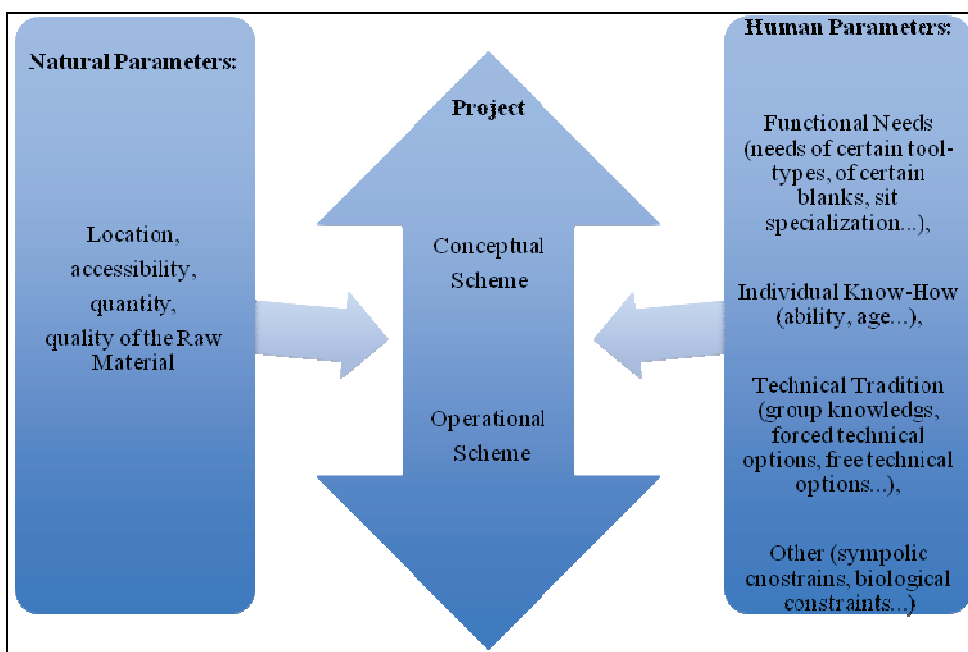 Natural Parameters:
Location,
accessibility,
quantity,
quality of the Raw
Material
Project
Conceptual
Scheme
Operational
Scheme
Human Parameters:
Functional Needs
(needs of certain tool-
types, of certain
blanks, sit
specialization...),
Individual Know-How
(ability, age...),
Technical Tradition
(group knowledgs,
forced technical
options, free technical
options...),
Other (sympolic
cnostrains, biological
constraints...)